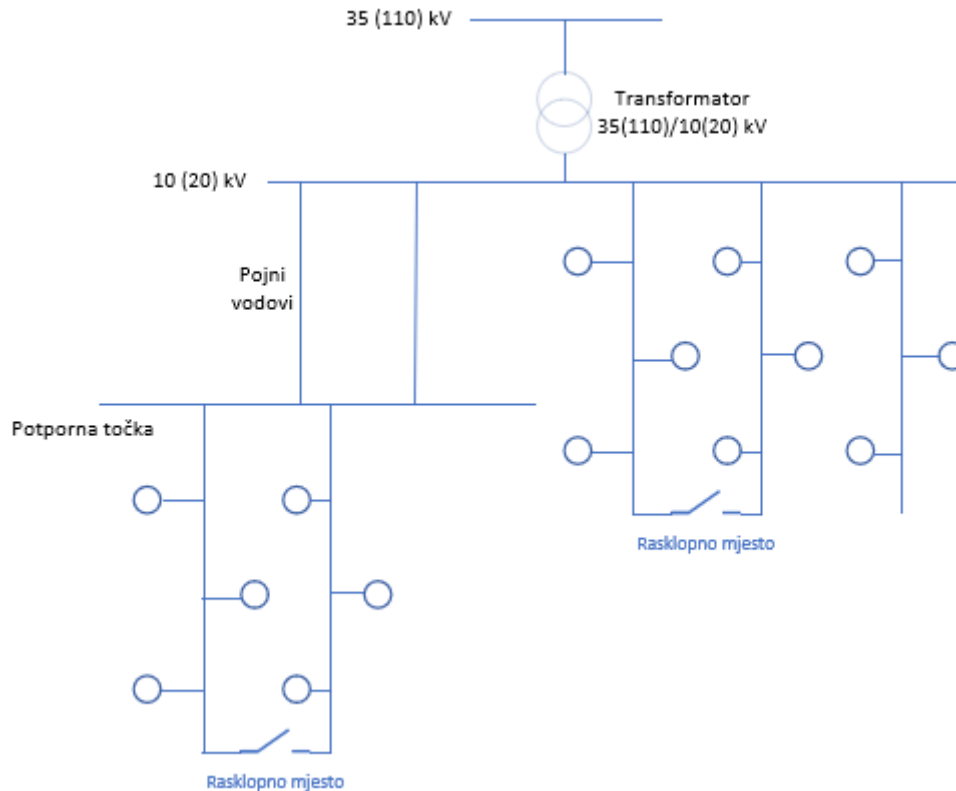 35 (110) kV
Transformator
35(110)/10(20) kV
10 (20) kV
Pojni
vodovi
Potporna točka
Rasklopno mjesto
Rasklopno mjesto